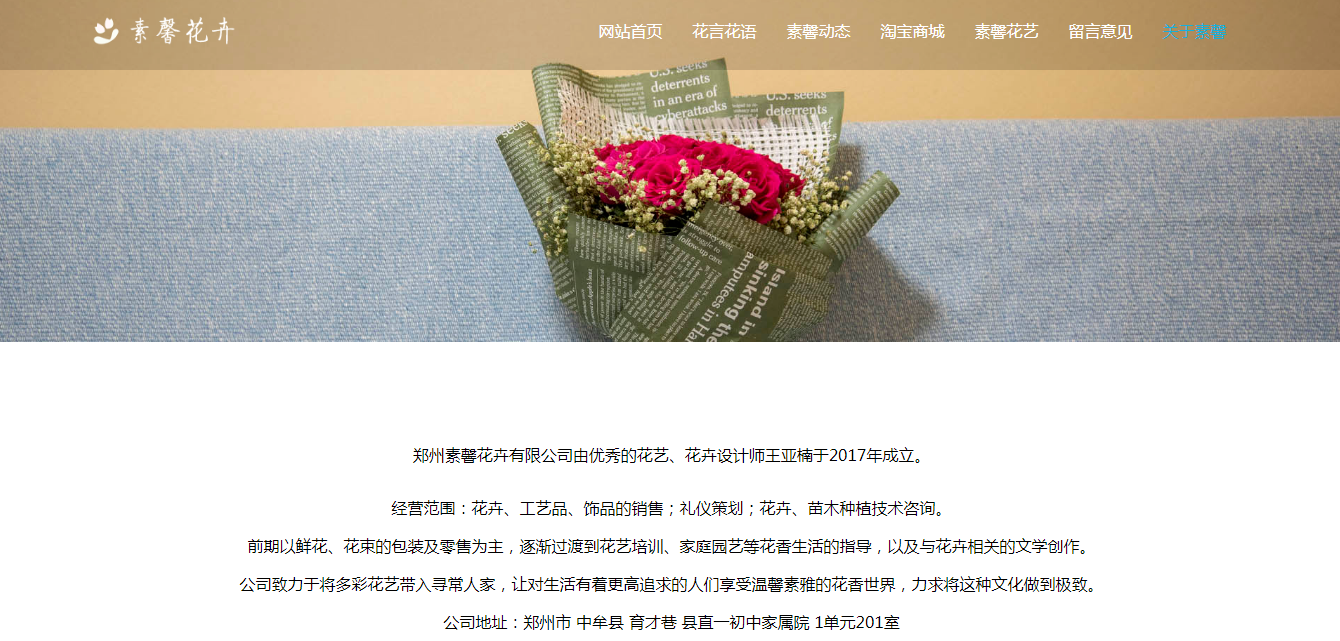 素馨花卉
网站首页 花言花语 素馨动态 淘宝商城 素馨花艺 留言意见 关于素馨
U.S. seeks
deterrents
in an era of
cyberattacks
U.S. seeks
deterrents
seeks
follow-up care
Island in
sinking the
amputees in
郑州素馨花卉有限公司由优秀的花艺、花卉设计师王亚楠于2017年成立。
经营范围：花卉、工艺品、饰品的销售；礼仪策划；花卉、苗木种植技术咨询。
前期以鲜花、花束的包装及零售为主，逐渐过渡到花艺培训、家庭园艺等花香生活的指导，以及与花卉相关的文学创作。
公司致力于将多彩花艺带入寻常人家，让对生活有着更高追求的人们享受温馨素雅的花香世界，力求将这种文化做到极致。
公司地址：郑州市 中牟县 育才巷 县直一初中家属院 1单元201室